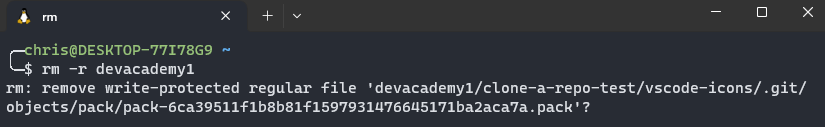 rm
chris@DESKTOP-77I78G9 ~
$ rm -r devacademy1
rm: remove write-protected regular file 'devacademy1/clone-a-repo-test/vscode-icons/.git/
objects/pack/pack-6ca39511f1b8b81f1597931476645171ba2aca7a.pack'?